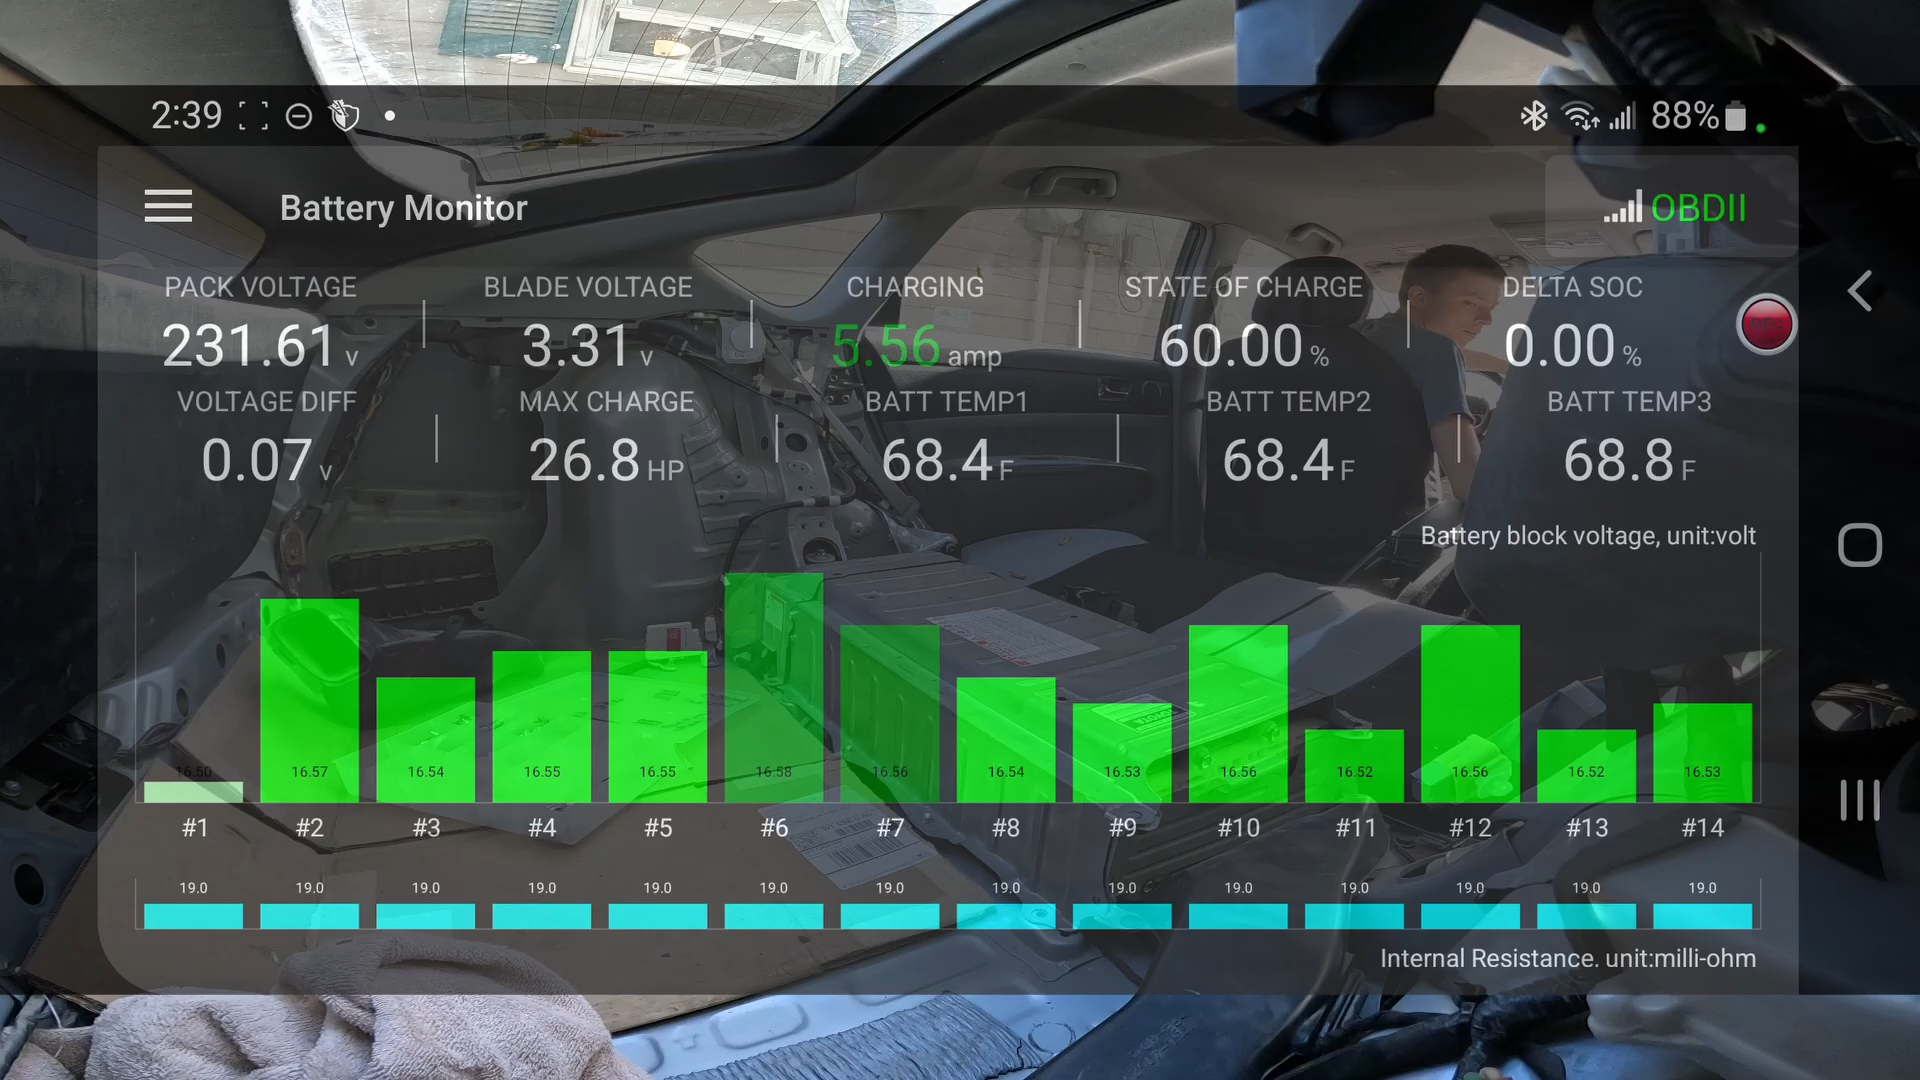 2:39 88%
Battery Monitor OBDII
PACK VOLTAGE BLADE VOLTAGE CHARGING STATE OF CHARGE DELTA SOC
231.61 v 3.31 v 5.56 amp 60.00 % 0.00 %
REC
VOLTAGE DIFF MAX CHARGE BATT TEMP1 BATT TEMP2 BATT TEMP3
0.07 v 26.8 HP 68.4 F 68.4 F 68.8 F
Battery block voltage, unit:volt
16.50 16.57 16.54 16.55 16.55 16.58 16.56 16.54 16.53 16.56 16.52 16.56 16.52 16.53
#1 #2 #3 #4 #5 #6 #7 #8 #9 #10 #11 #12 #13 #14
19.0 19.0 19.0 19.0 19.0 19.0 19.0 19.0 19.0 19.0 19.0 19.0 19.0 19.0
Internal Resistance. unit:milli-ohm